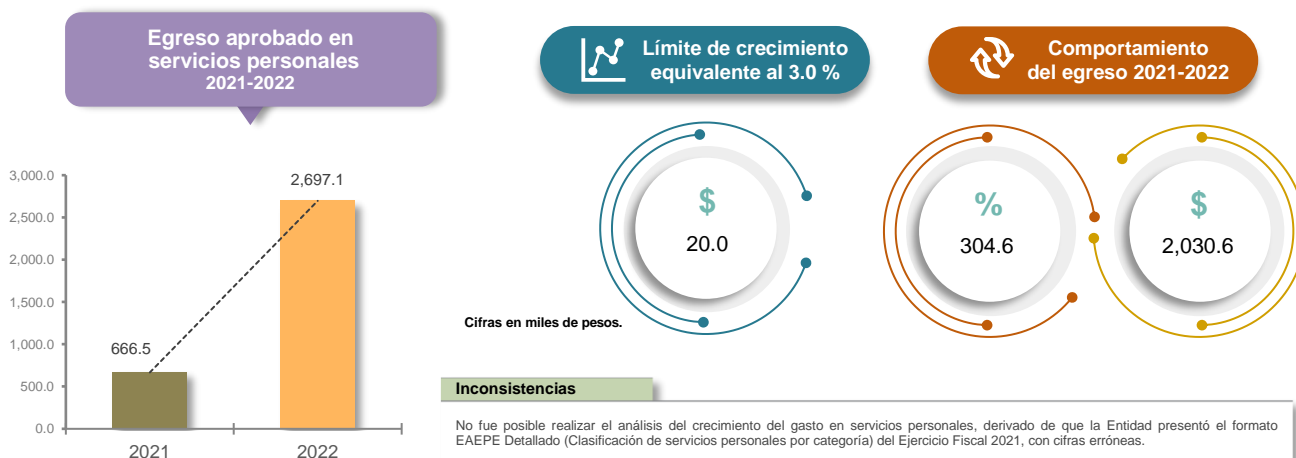 Egreso aprobado en
servicios personales
2021-2022
Límite de crecimiento
equivalente al 3.0 %
Comportamiento
del egreso 2021-2022
3,000.0
2,500.0
2,000.0
1,500.0
1,000.0
500.0
0.0
666.5
2,697.1
2021
2022
$
20.0
%
304.6
$
2,030.6
Cifras en miles de pesos.
Inconsistencias
No fue posible realizar el análisis del crecimiento del gasto en servicios personales, derivado de que la Entidad presentó el formato
EAEPE Detallado (Clasificación de servicios personales por categoría) del Ejercicio Fiscal 2021, con cifras erróneas.